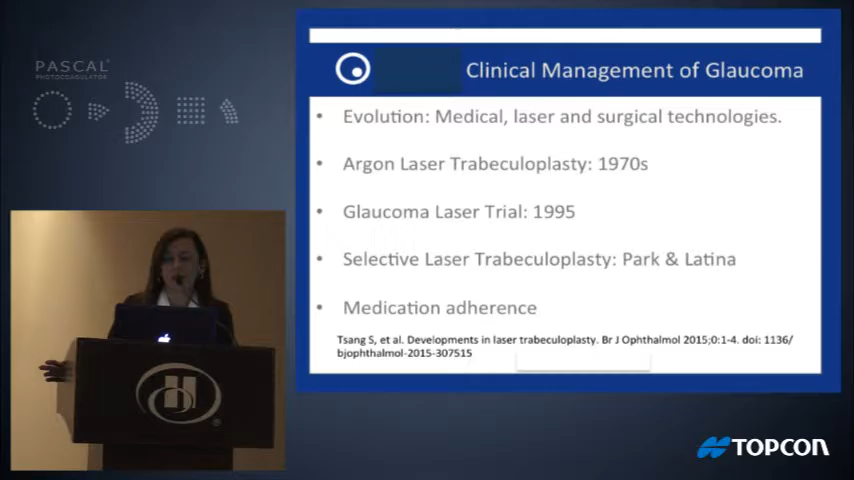 PASCAL®
PHOTOCOAGULATOR
Clinical Management of Glaucoma
• Evolution: Medical, laser and surgical technologies.
• Argon Laser Trabeculoplasty: 1970s
• Glaucoma Laser Trial: 1995
• Selective Laser Trabeculoplasty: Park & Latina
• Medication adherence
Tsang S, et al. Developments in laser trabeculoplasty. Br J Ophthalmol 2015;0:1-4. doi: 1136/
bjophthalmol-2015-307515
H
®
TOPCON